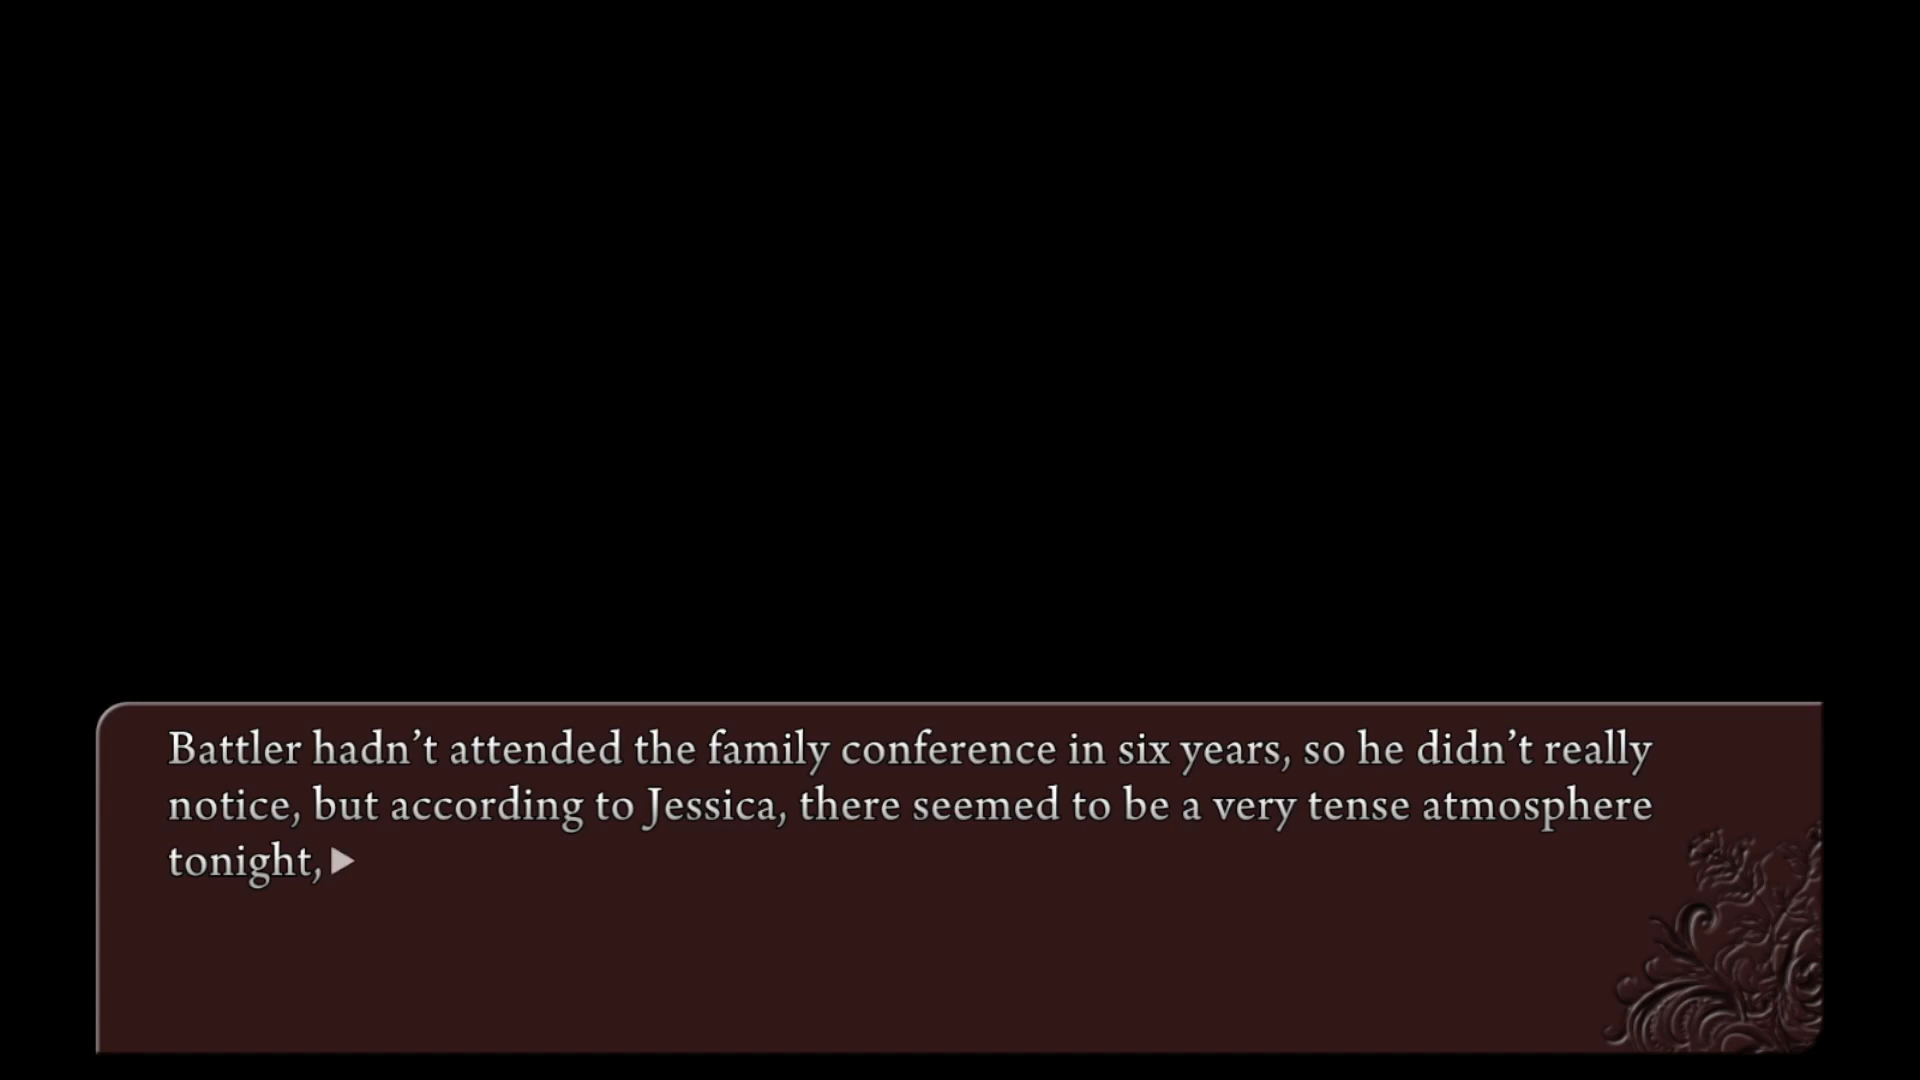 Battler hadn’t attended the family conference in six years, so he didn’t really
notice, but according to Jessica, there seemed to be a very tense atmosphere
tonight,